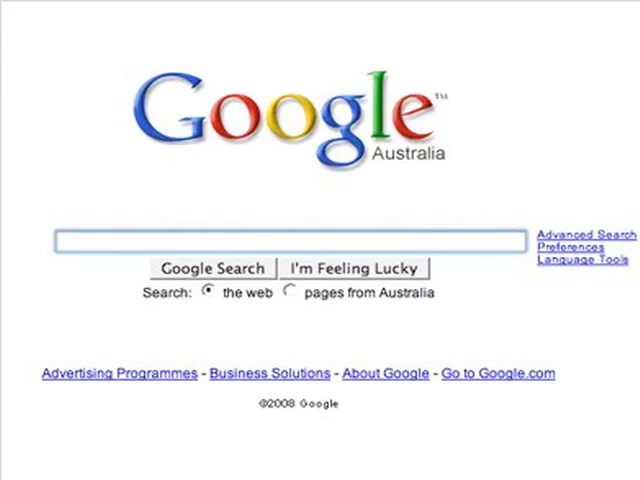 Google™
Australia
Advanced Search
Preferences
Language Tools
Google Search I'm Feeling Lucky
Search: the web pages from Australia
Advertising Programmes - Business Solutions - About Google - Go to Google.com
©2008 Google